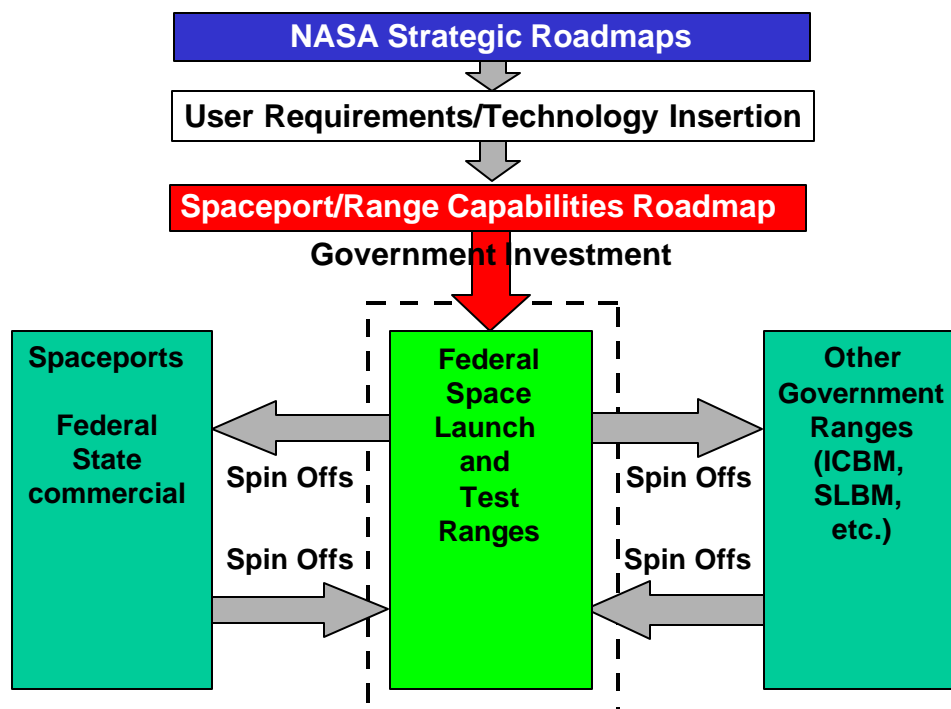 NASA Strategic Roadmaps
User Requirements/Technology Insertion
Spaceport/Range Capabilities Roadmap
Government Investment
Spaceports
Federal
State
commercial
Spin Offs
Spin Offs
Federal
Space
Launch
and
Test
Ranges
Spin Offs
Spin Offs
Other
Government
Ranges
(ICBM,
SLBM,
etc.)